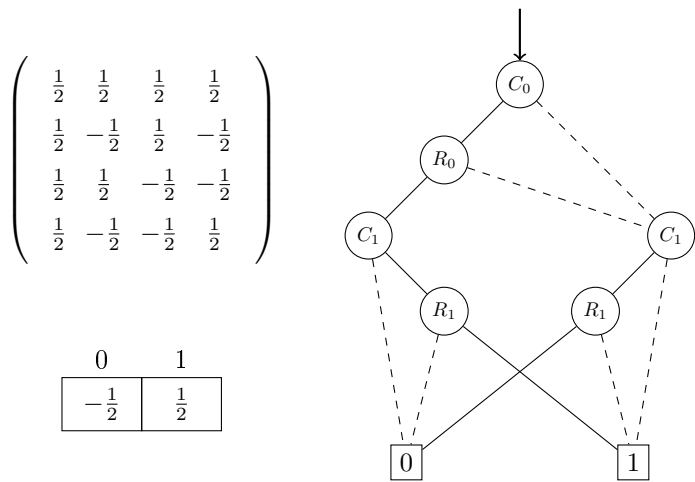 1/2 1/2 1/2 1/2
1/2 −1/2 1/2 −1/2
1/2 1/2 −1/2 −1/2
1/2 −1/2 −1/2 1/2
0 1
−1/2 1/2
C₀
R₀
C₁ C₁
R₁ R₁
0 1